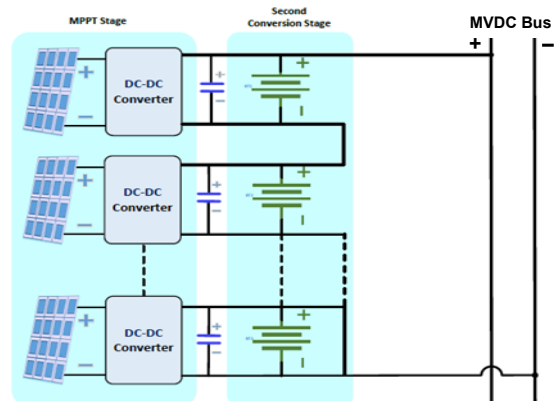 MPPT Stage
Second
Conversion Stage
MVDC Bus
+ −
+
−
DC-DC
Converter
+
−
+
−
+
−
DC-DC
Converter
+
−
+
−
+
−
DC-DC
Converter
+
−
+
−